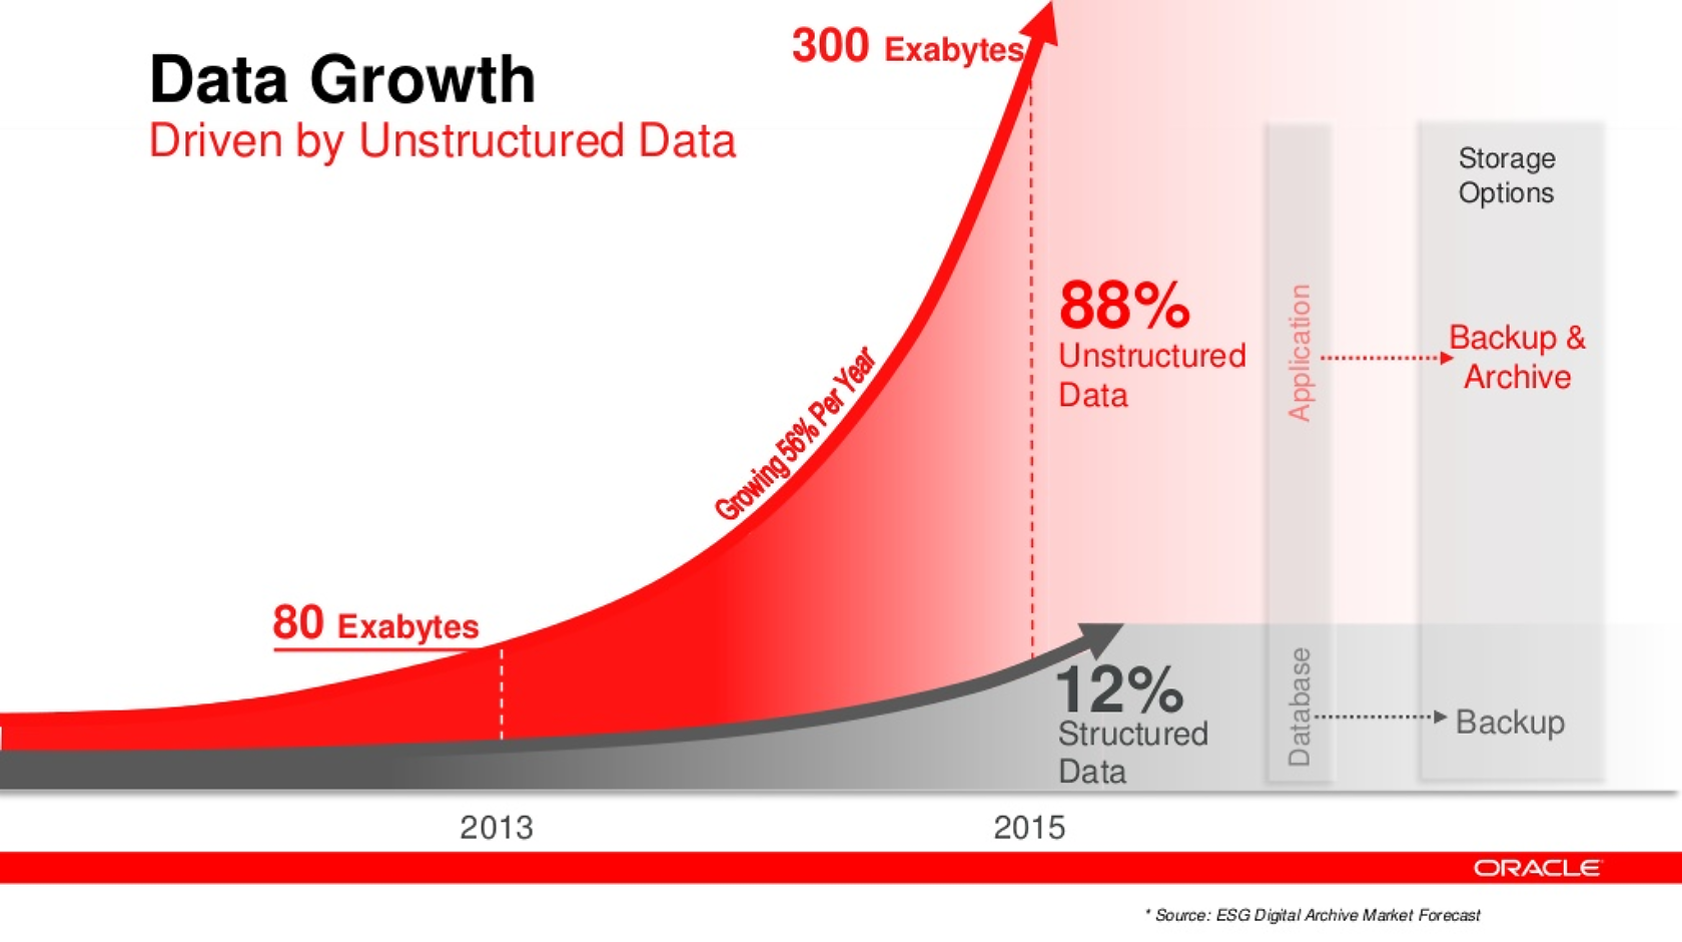 Data Growth
Driven by Unstructured Data
300 Exabytes
Growing 56% Per Year
80 Exabytes
88%
Unstructured
Data
12%
Structured
Data
Application
Database
Storage
Options
Backup &
Archive
Backup
2013
2015
ORACLE
* Source: ESG Digital Archive Market Forecast